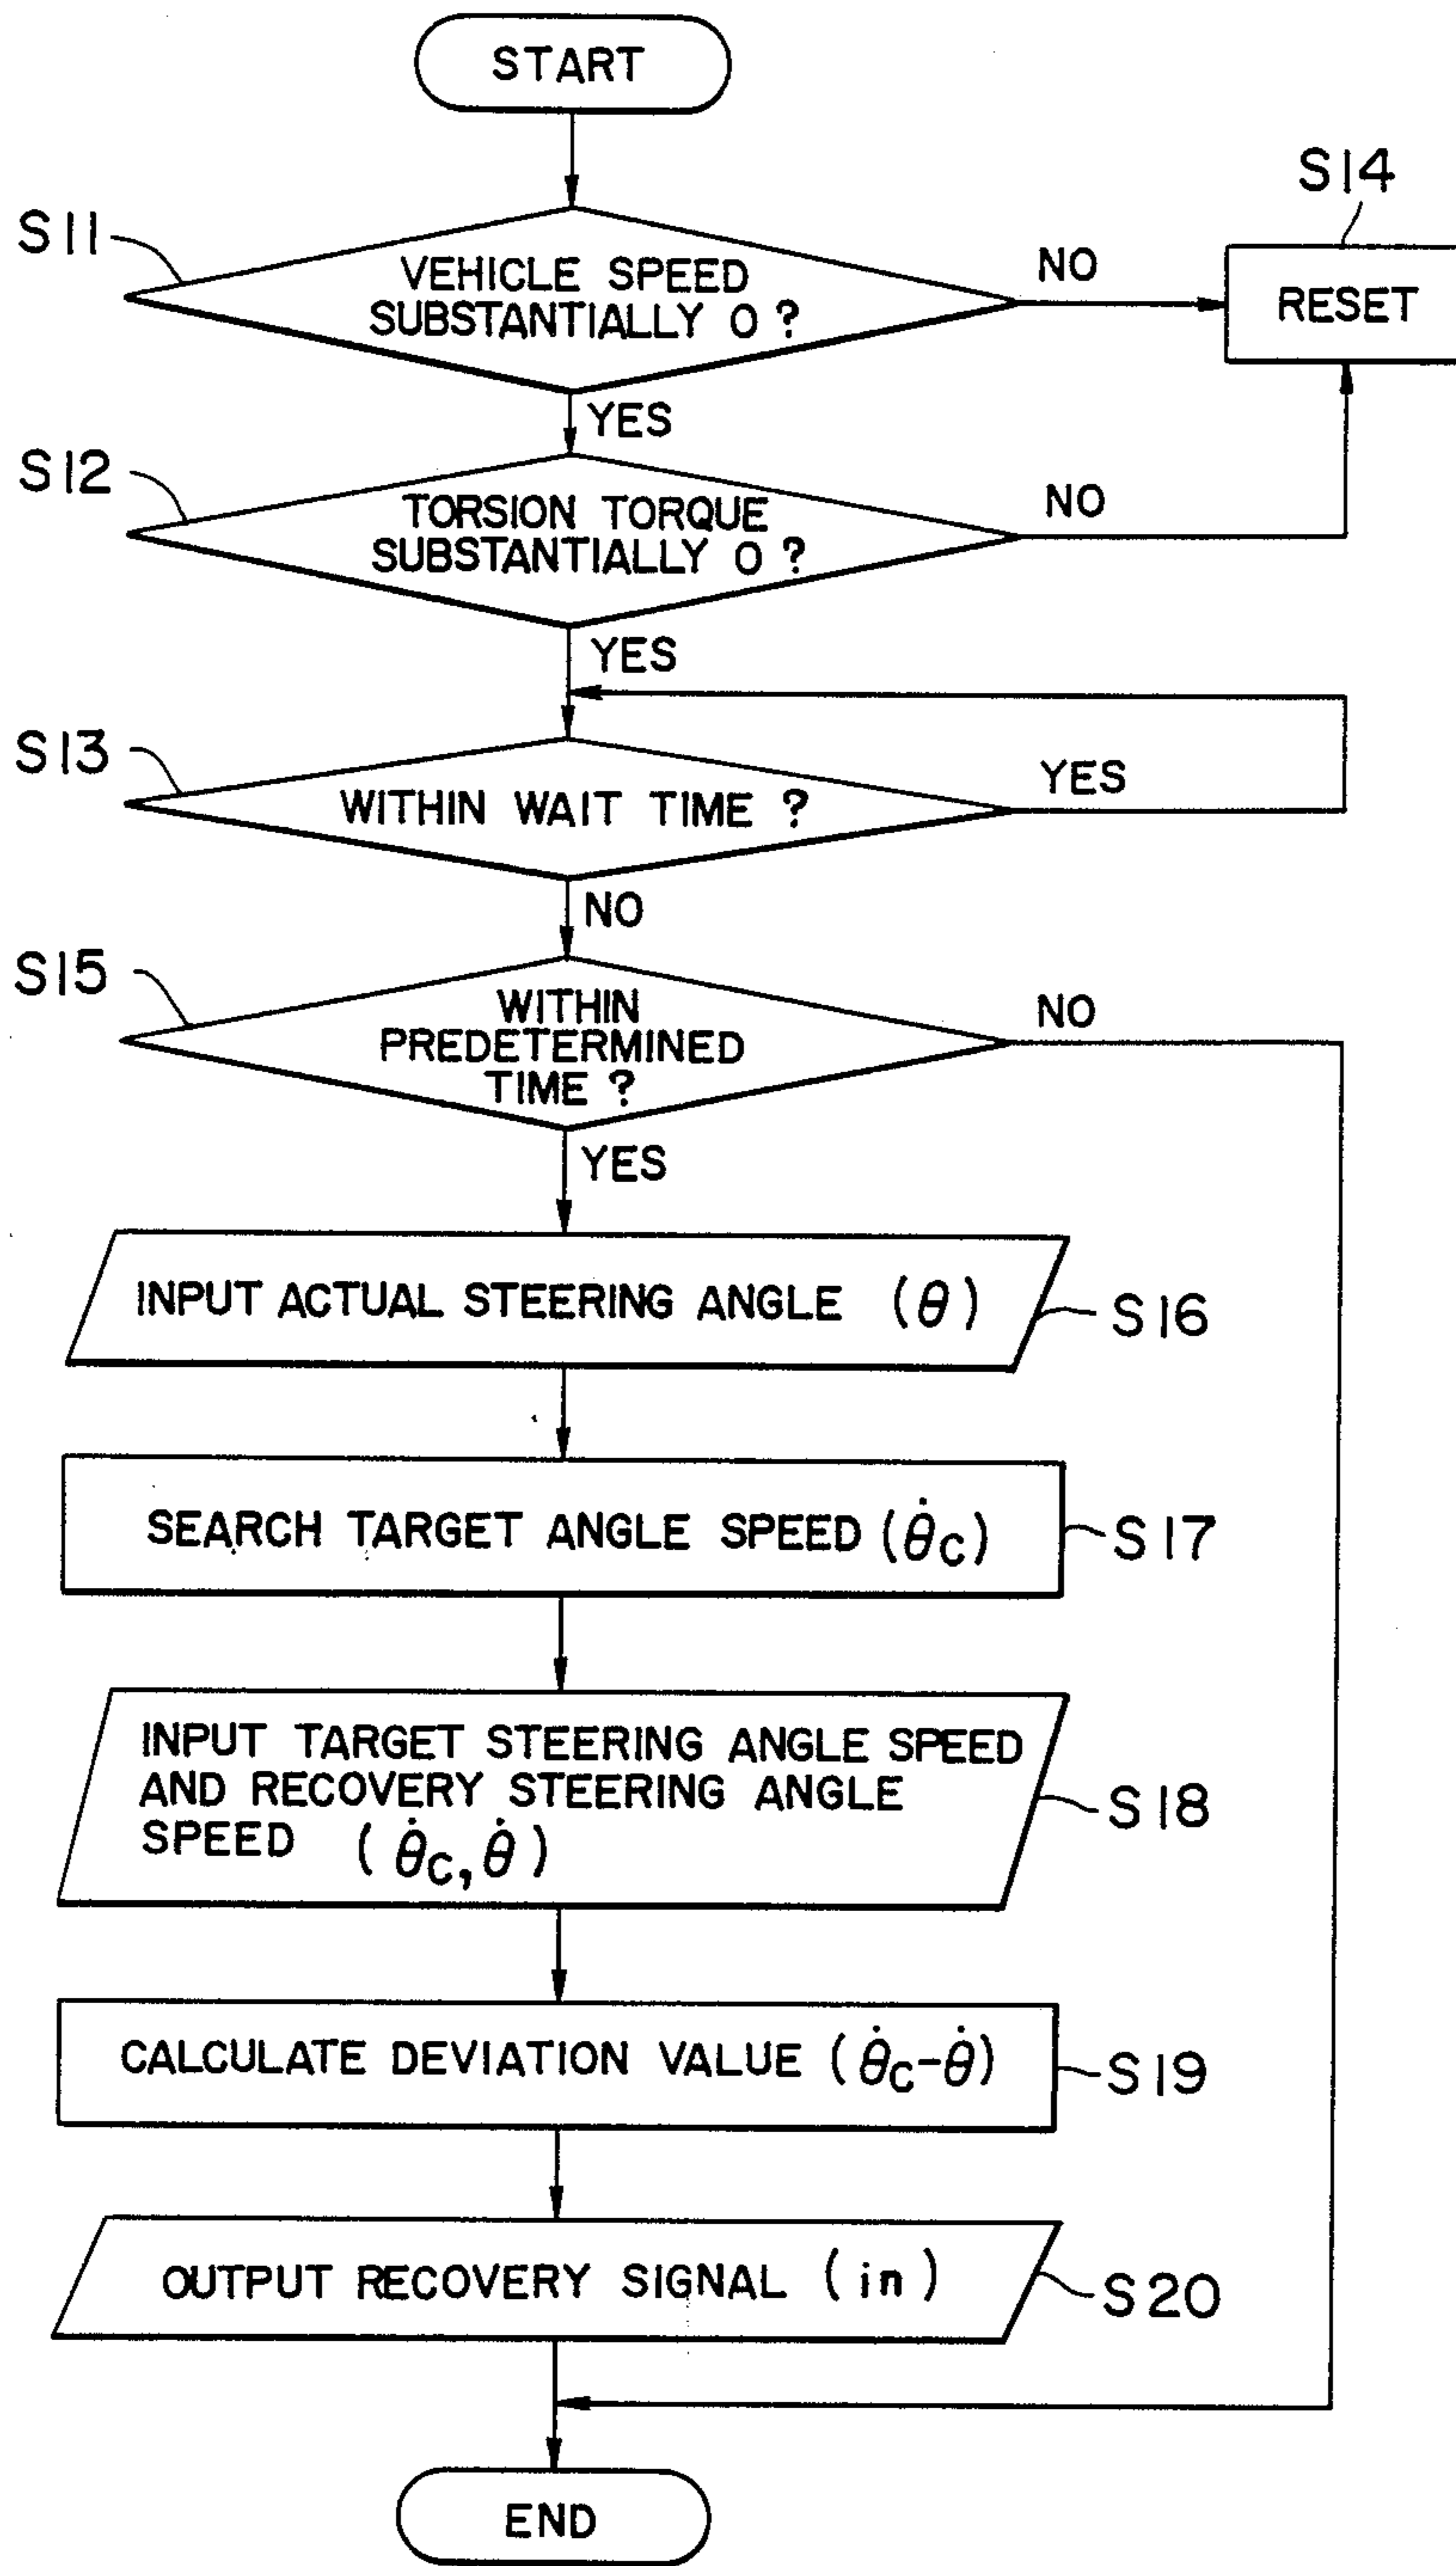 START
S14
S11
VEHICLE SPEED
SUBSTANTIALLY 0 ?
NO
RESET
YES
S12
TORSION TORQUE
SUBSTANTIALLY 0 ?
NO
YES
S13
WITHIN WAIT TIME ?
YES
NO
S15
WITHIN
PREDETERMINED
TIME ?
NO
YES
INPUT ACTUAL STEERING ANGLE (θ)
S16
SEARCH TARGET ANGLE SPEED (θ̇c)
S17
INPUT TARGET STEERING ANGLE SPEED
AND RECOVERY STEERING ANGLE
SPEED (θ̇c, θ̇)
S18
CALCULATE DEVIATION VALUE (θ̇c-θ̇)
S19
OUTPUT RECOVERY SIGNAL (in)
S20
END